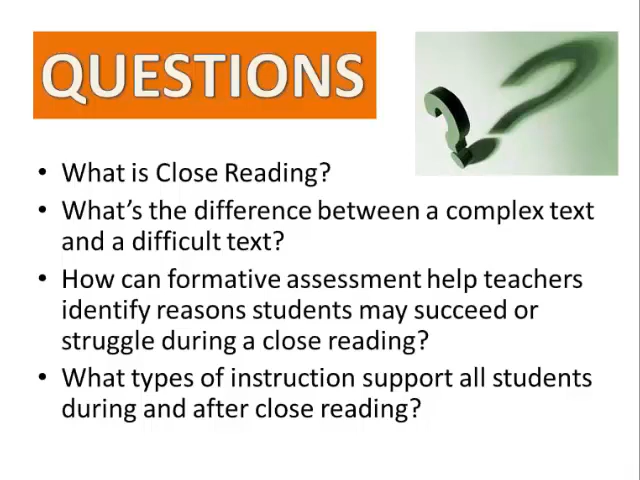 QUESTIONS
• What is Close Reading?
• What's the difference between a complex text
and a difficult text?
• How can formative assessment help teachers
identify reasons students may succeed or
struggle during a close reading?
• What types of instruction support all students
during and after close reading?